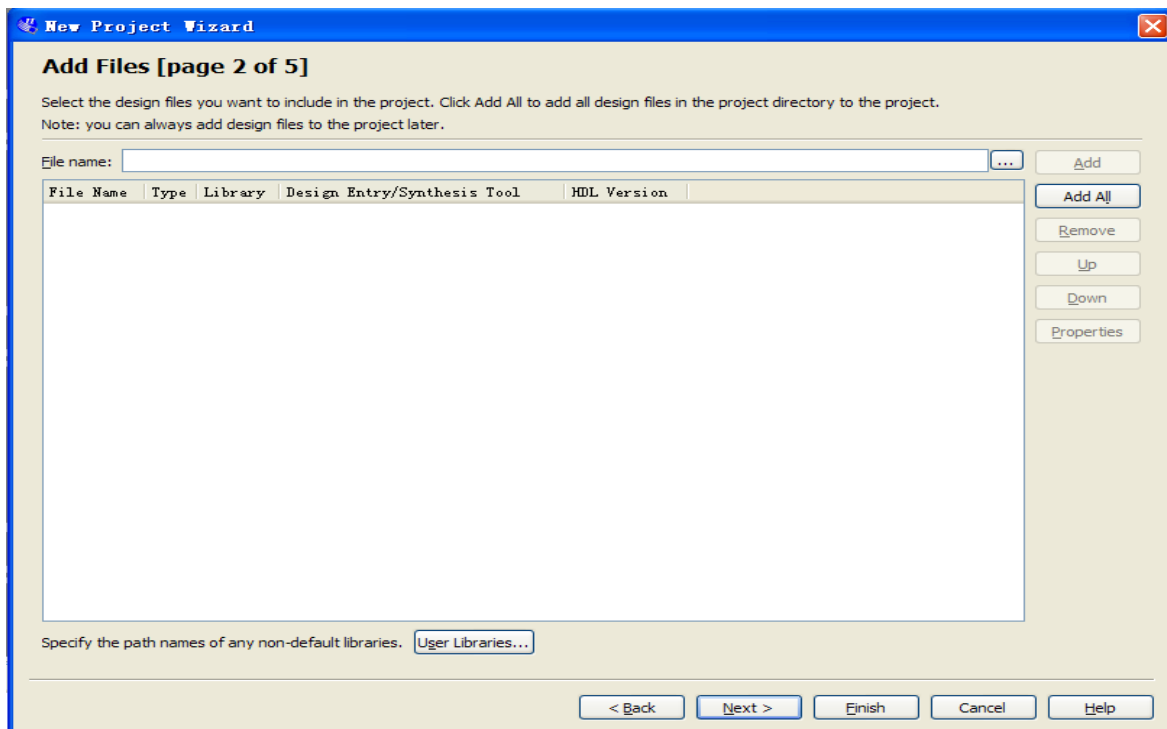 New Project Wizard
Add Files [page 2 of 5]
Select the design files you want to include in the project. Click Add All to add all design files in the project directory to the project.
Note: you can always add design files to the project later.
File name: ... Add
File Name Type Library Design Entry/Synthesis Tool HDL Version
Add All
Remove
Up
Down
Properties
Specify the path names of any non-default libraries. User Libraries...
< Back Next > Finish Cancel Help